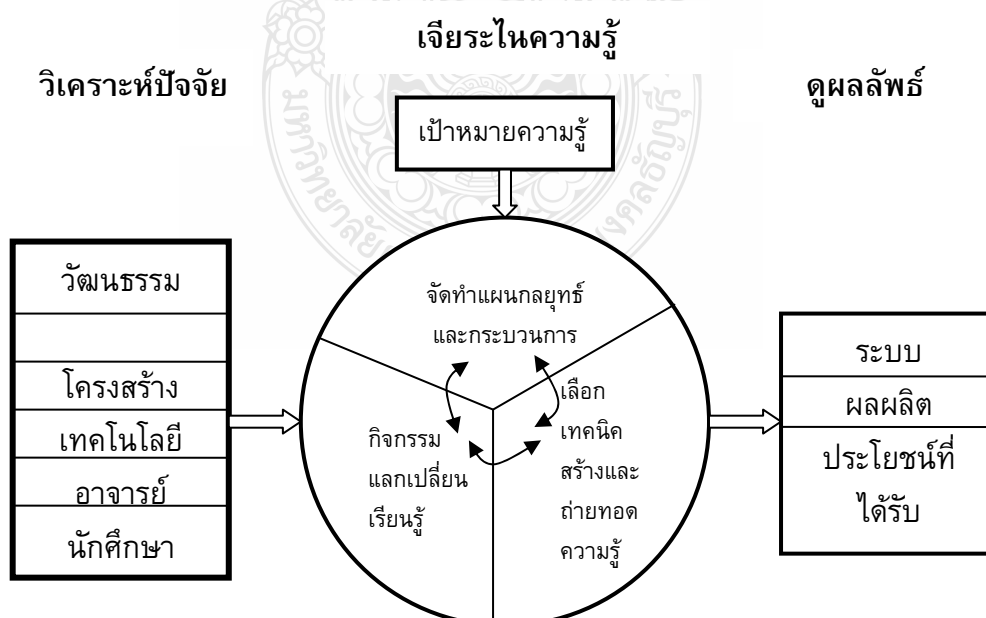 เจียระไนความรู้
วิเคราะห์ปัจจัย
ดูผลลัพธ์
เป้าหมายความรู้
วัฒนธรรม
โครงสร้าง
เทคโนโลยี
อาจารย์
นักศึกษา
จัดทำแผนกลยุทธ์
และกระบวนการ
เลือก
เทคนิค
สร้างและ
ถ่ายทอด
ความรู้
กิจกรรม
แลกเปลี่ยน
เรียนรู้
ระบบ
ผลผลิต
ประโยชน์ที่
ได้รับ